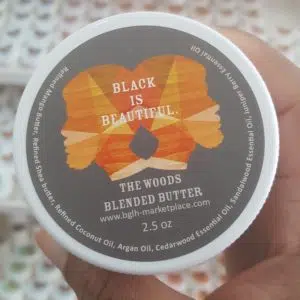 BLACK
IS
BEAUTIFUL.
THE WOODS
BLENDED BUTTER
www.bglh-marketplace.com
2.5 oz
Refined Mango Butter, Refined Shea butter, Refined Coconut Oil, Argan Oil, Cedarwood Essential Oil, Sandalwood Essential Oil, Juniper Berry Essential Oil